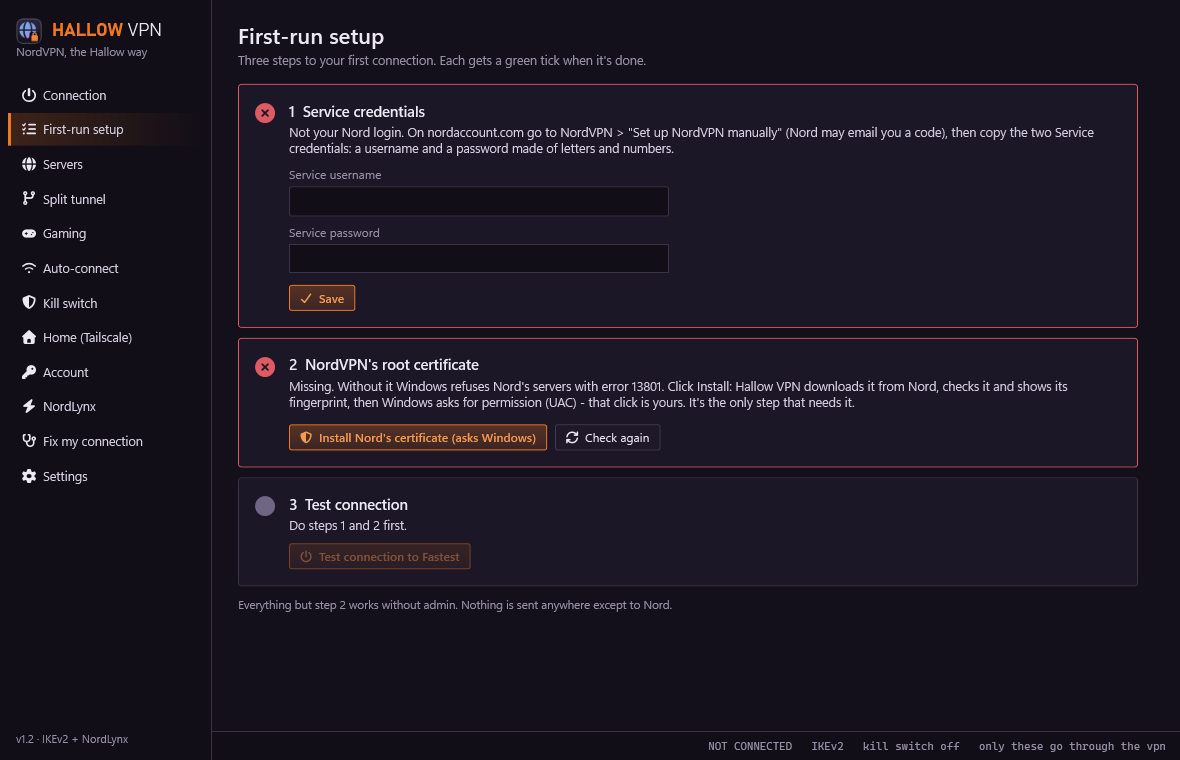 HALLOW VPN
NordVPN, the Hallow way
Connection
First-run setup
Servers
Split tunnel
Gaming
Auto-connect
Kill switch
Home (Tailscale)
Account
NordLynx
Fix my connection
Settings
v1.2 · IKEv2 + NordLynx
First-run setup
Three steps to your first connection. Each gets a green tick when it's done.
1 Service credentials
Not your Nord login. On nordaccount.com go to NordVPN > "Set up NordVPN manually" (Nord may email you a code), then copy the two Service
credentials: a username and a password made of letters and numbers.
Service username
Service password
Save
2 NordVPN's root certificate
Missing. Without it Windows refuses Nord's servers with error 13801. Click Install: Hallow VPN downloads it from Nord, checks it and shows its
fingerprint, then Windows asks for permission (UAC) - that click is yours. It's the only step that needs it.
Install Nord's certificate (asks Windows)
Check again
3 Test connection
Do steps 1 and 2 first.
Test connection to Fastest
Everything but step 2 works without admin. Nothing is sent anywhere except to Nord.
NOT CONNECTED IKEv2 kill switch off only these go through the vpn